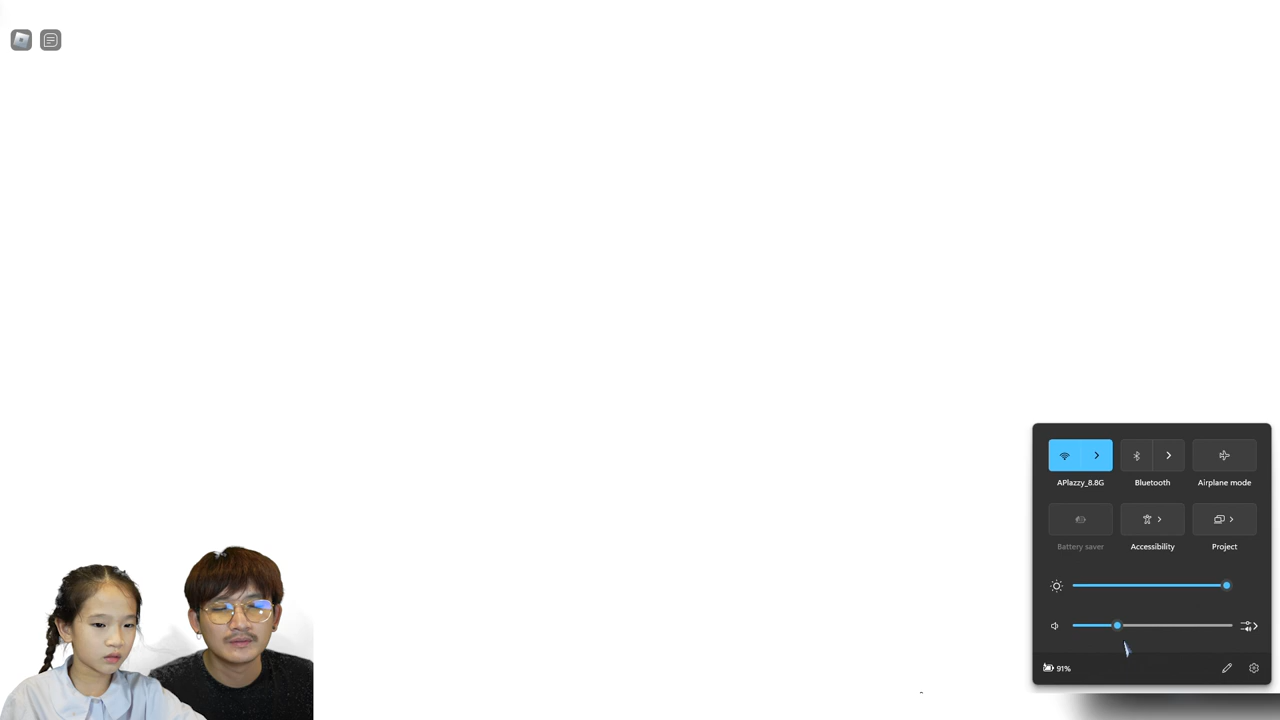 APlazzy_8.8G
Bluetooth
Airplane mode
Battery saver
Accessibility
Project
91%